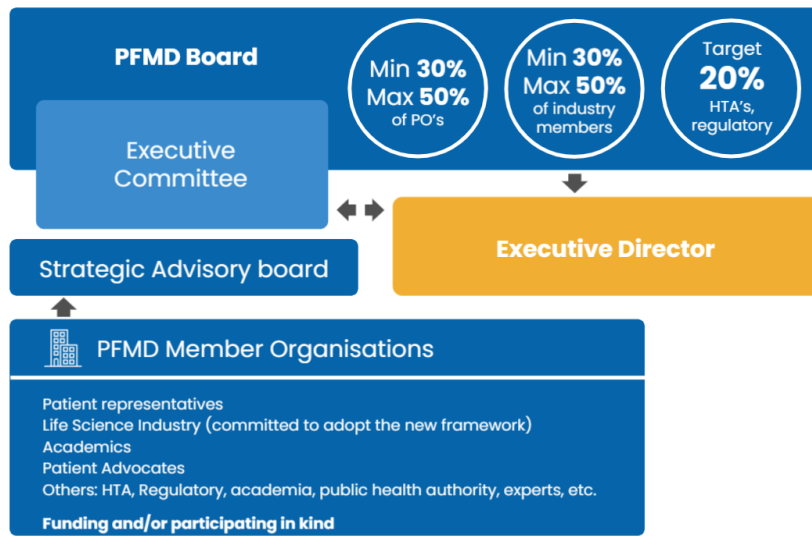 PFMD Board
Min 30%
Max 50%
of PO's
Min 30%
Max 50%
of industry
members
Target
20%
HTA's,
regulatory
Executive
Committee
Executive Director
Strategic Advisory board
PFMD Member Organisations
Patient representatives
Life Science Industry (committed to adopt the new framework)
Academics
Patient Advocates
Others: HTA, Regulatory, academia, public health authority, experts, etc.
Funding and/or participating in kind